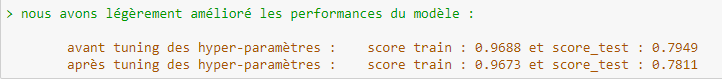 > nous avons légèrement amélioré les performances du modèle :
avant tuning des hyper-paramètres : score train : 0.9688 et score_test : 0.7949
après tuning des hyper-paramètres : score train : 0.9673 et score_test : 0.7811